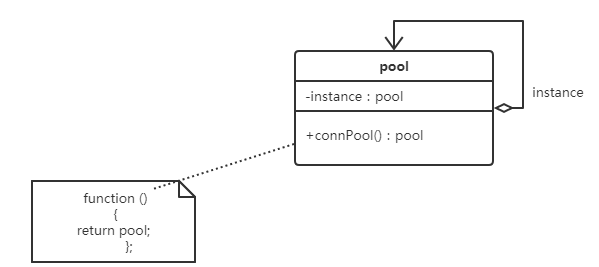 pool
-instance : pool
instance
+connPool() : pool
function ()
{
return pool;
};